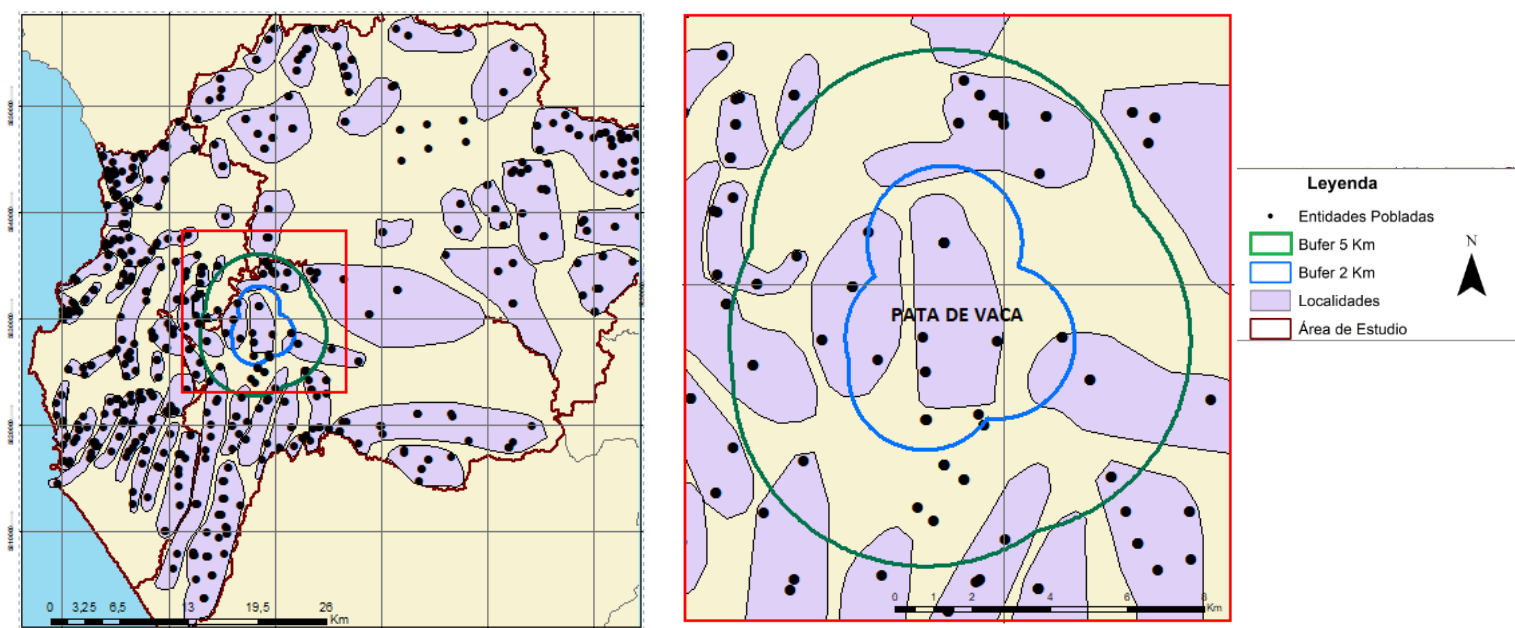 PATA DE VACA
0 3,25 6,5 13 19,5 26
Km
0 1 2 4 6 8
Km
Leyenda
Entidades Pobladas
Bufer 5 Km
Bufer 2 Km
Localidades
Área de Estudio
N